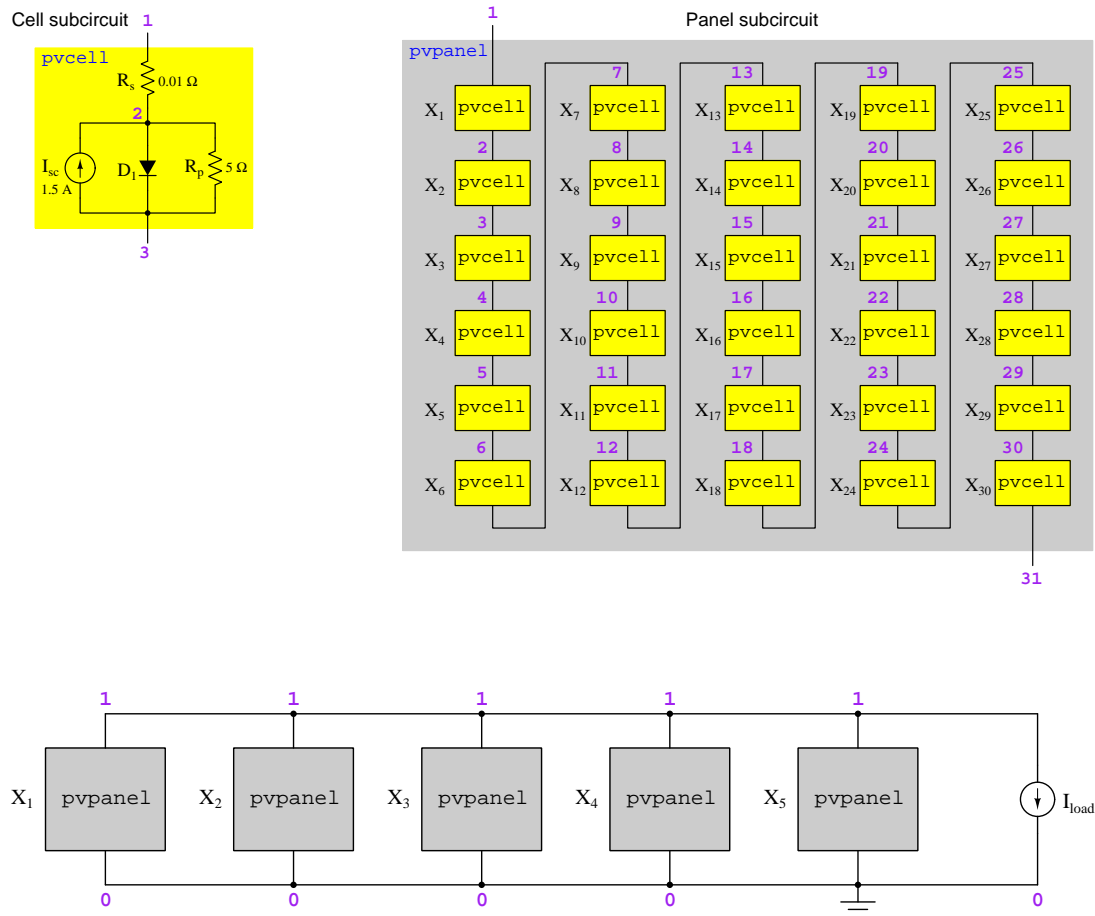 Cell subcircuit
1
pvcell
Rs 0.01 Ω
2
Isc
1.5 A
D1
Rp 5 Ω
3
Panel subcircuit
1
pvpanel
7 13 19 25
X1 pvcell X7 pvcell X13 pvcell X19 pvcell X25 pvcell
2 8 14 20 26
X2 pvcell X8 pvcell X14 pvcell X20 pvcell X26 pvcell
3 9 15 21 27
X3 pvcell X9 pvcell X15 pvcell X21 pvcell X27 pvcell
4 10 16 22 28
X4 pvcell X10 pvcell X16 pvcell X22 pvcell X28 pvcell
5 11 17 23 29
X5 pvcell X11 pvcell X17 pvcell X23 pvcell X29 pvcell
6 12 18 24 30
X6 pvcell X12 pvcell X18 pvcell X24 pvcell X30 pvcell
31
1 1 1 1 1
X1 pvpanel X2 pvpanel X3 pvpanel X4 pvpanel X5 pvpanel Iload
0 0 0 0 0